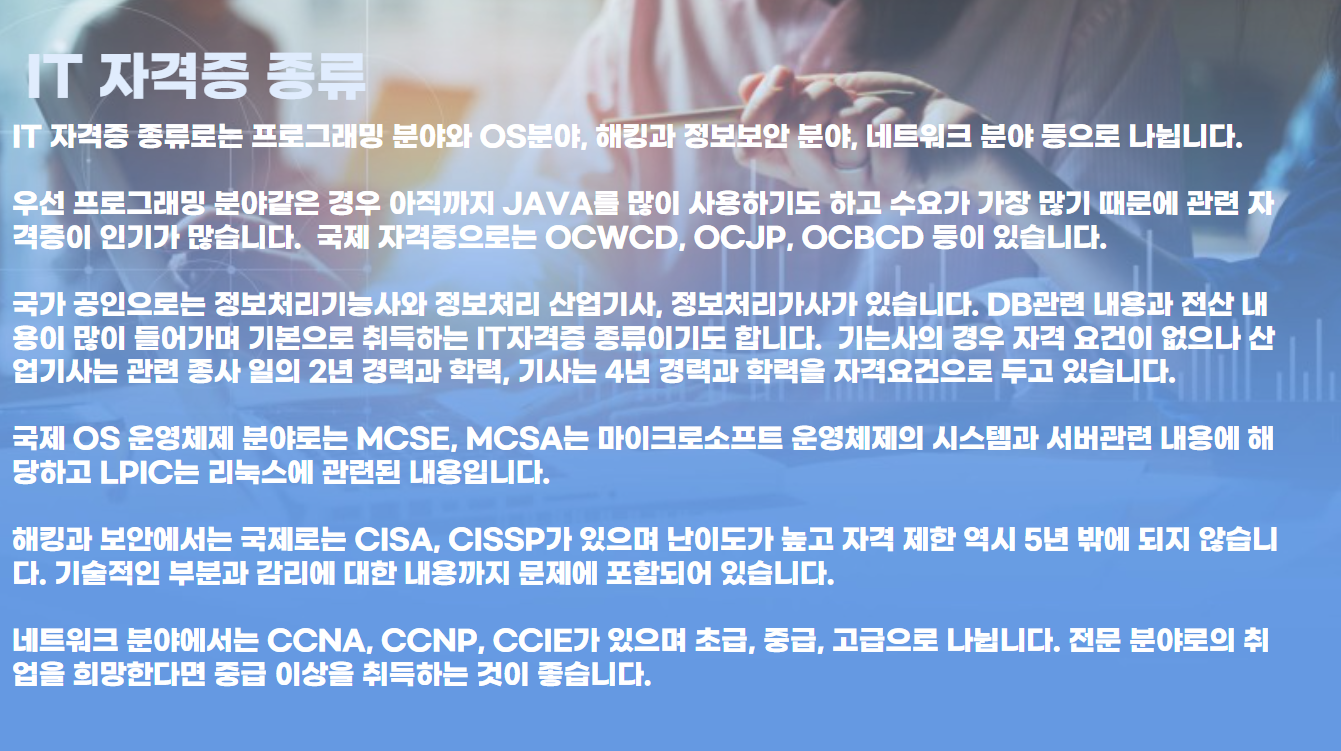 IT 자격증 종류
IT 자격증 종류로는 프로그래밍 분야와 OS분야, 해킹과 정보보안 분야, 네트워크 분야 등으로 나뉩니다.
우선 프로그래밍 분야같은 경우 아직까지 JAVA를 많이 사용하기도 하고 수요가 가장 많기 때문에 관련 자
격증이 인기가 많습니다. 국제 자격증으로는 OCWCD, OCJP, OCBCD 등이 있습니다.
국가 공인으로는 정보처리기능사와 정보처리 산업기사, 정보처리가사가 있습니다. DB관련 내용과 전산 내
용이 많이 들어가며 기본으로 취득하는 IT자격증 종류이기도 합니다. 기는사의 경우 자격 요건이 없으나 산
업기사는 관련 종사 일의 2년 경력과 학력, 기사는 4년 경력과 학력을 자격요건으로 두고 있습니다.
국제 OS 운영체제 분야로는 MCSE, MCSA는 마이크로소프트 운영체제의 시스템과 서버관련 내용에 해
당하고 LPIC는 리눅스에 관련된 내용입니다.
해킹과 보안에서는 국제로는 CISA, CISSP가 있으며 난이도가 높고 자격 제한 역시 5년 밖에 되지 않습니
다. 기술적인 부분과 감리에 대한 내용까지 문제에 포함되어 있습니다.
네트워크 분야에서는 CCNA, CCNP, CCIE가 있으며 초급, 중급, 고급으로 나뉩니다. 전문 분야로의 취
업을 희망한다면 중급 이상을 취득하는 것이 좋습니다.